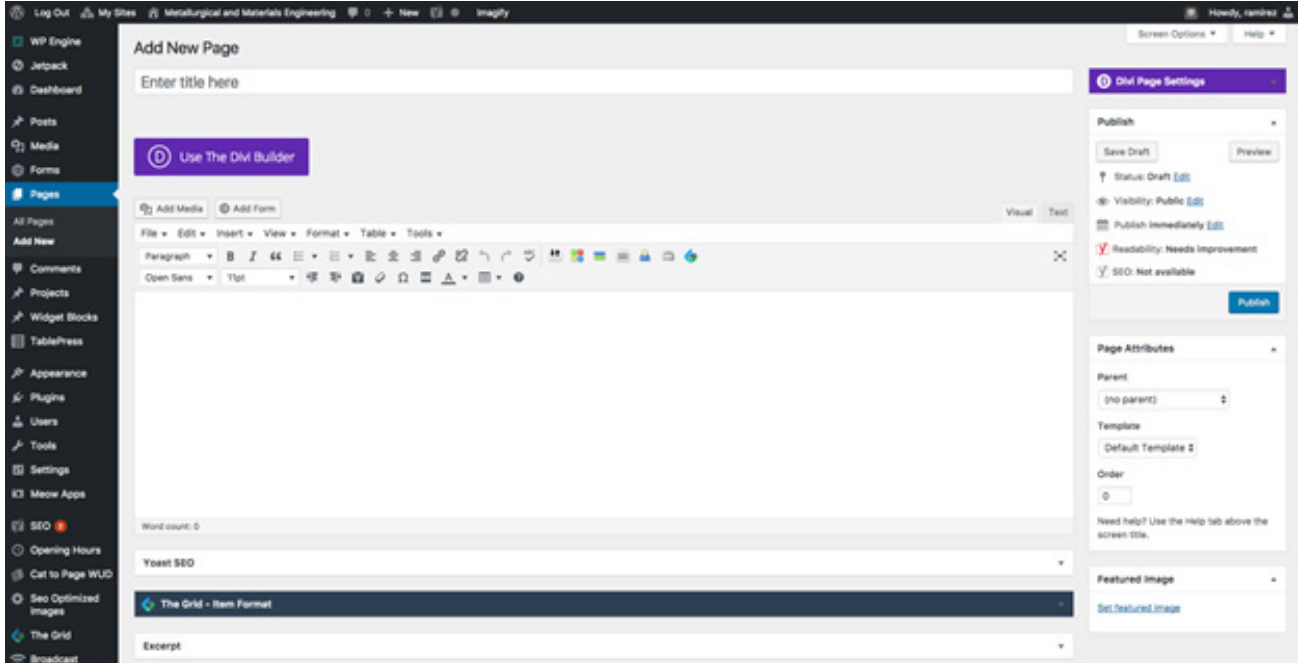 Log Out My Sites Metallurgical and Materials Engineering 0 + New 0 Imagify Howdy, ramirez
Screen Options Help
WP Engine
Jetpack
Dashboard
Posts
Media
Forms
Pages
All Pages
Add New
Comments
Projects
Widget Blocks
TablePress
Appearance
Plugins
Users
Tools
Settings
Meow Apps
SEO
Opening Hours
Cat to Page WUD
Seo Optimized
Images
The Grid
Broadcast
Add New Page
Enter title here
Use The Divi Builder
Add Media Add Form
Visual Text
File Edit Insert View Format Table Tools
Paragraph B I
Open Sans 11pt
Word count: 0
Yoast SEO
The Grid - Item Format
Excerpt
Divi Page Settings
Publish
Save Draft Preview
Status: Draft Edit
Visibility: Public Edit
Publish immediately Edit
Readability: Needs improvement
SEO: Not available
Publish
Page Attributes
Parent
(no parent)
Template
Default Template
Order
0
Need help? Use the Help tab above the
screen title.
Featured Image
Set featured image